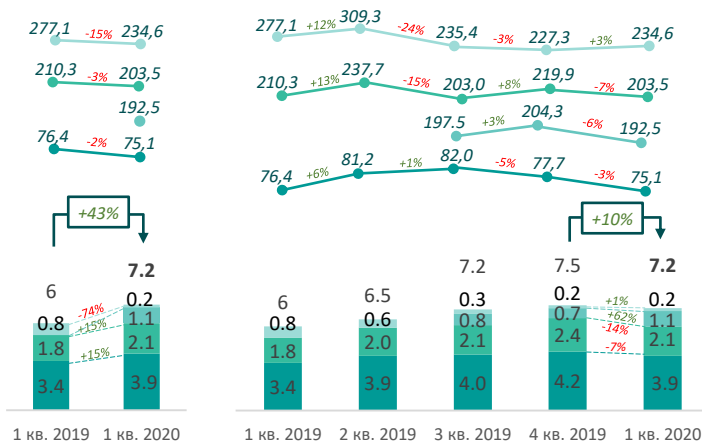 277,1 -15% 234,6
210,3 -3% 203,5
192,5
76,4 -2% 75,1
+43%
7.2
6
0.2
0.8 -74% 1.1
1.8 +15% 2.1
+15%
3.4 3.9
1 кв. 2019 1 кв. 2020
277,1 +12% 309,3 -24% 235,4 -3% 227,3 +3% 234,6
210,3 +13% 237,7 -15% 203,0 +8% 219,9 -7% 203,5
197.5 +3% 204,3 -6% 192,5
76,4 +6% 81,2 +1% 82,0 -5% 77,7 -3% 75,1
+10%
6 6.5 7.2 7.5 7.2
0.8 0.6 0.3 0.2 +1% 0.2
0.8 0.7 +62% 1.1
1.8 2.0 2.1 2.4 -14% 2.1
-7%
3.4 3.9 4.0 4.2 3.9
1 кв. 2019 2 кв. 2019 3 кв. 2019 4 кв. 2019 1 кв. 2020